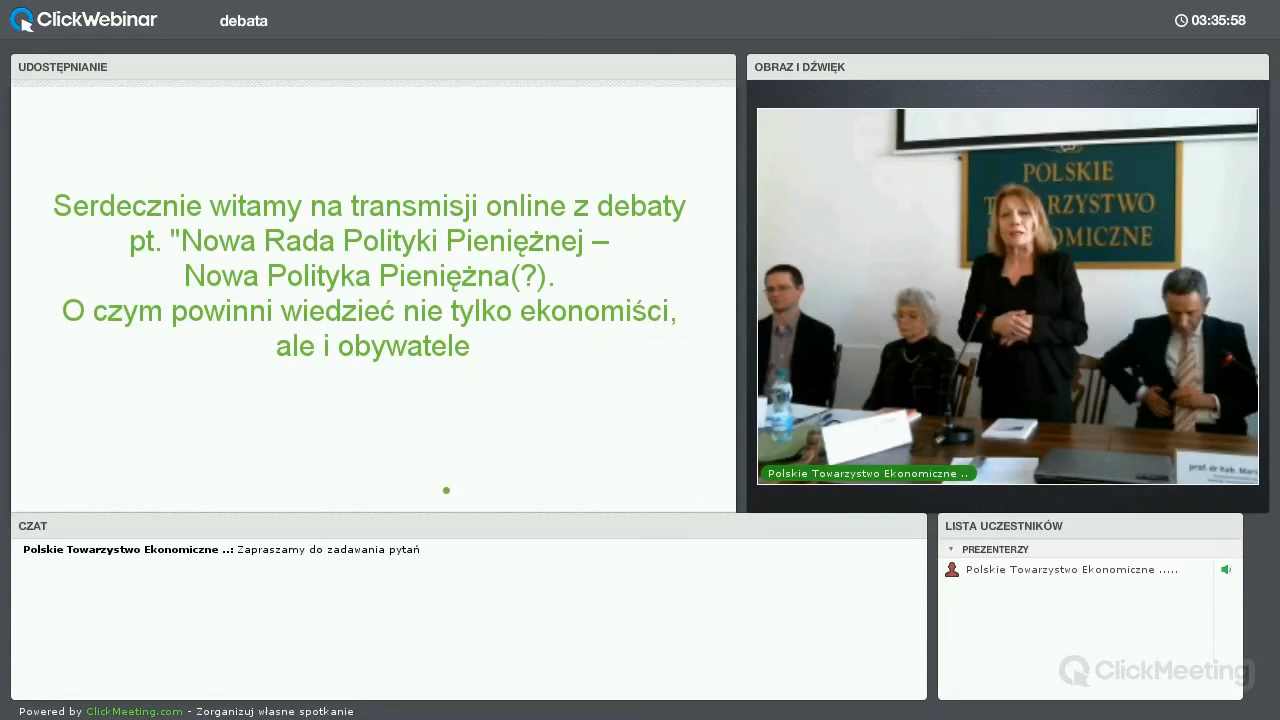 ClickWebinar
debata
03:35:58
UDOSTĘPNIANIE
Serdecznie witamy na transmisji online z debaty
pt. "Nowa Rada Polityki Pieniężnej –
Nowa Polityka Pieniężna(?).
O czym powinni wiedzieć nie tylko ekonomiści,
ale i obywatele
OBRAZ I DŹWIĘK
POLSKIE
TOWARZYSTWO
EKONOMICZNE
prof. dr hab.
Polskie Towarzystwo Ekonomiczne ..
CZAT
Polskie Towarzystwo Ekonomiczne ..: Zapraszamy do zadawania pytań
LISTA UCZESTNIKÓW
PREZENTERZY
Polskie Towarzystwo Ekonomiczne .....
ClickMeeting
Powered by ClickMeeting.com - Zorganizuj własne spotkanie